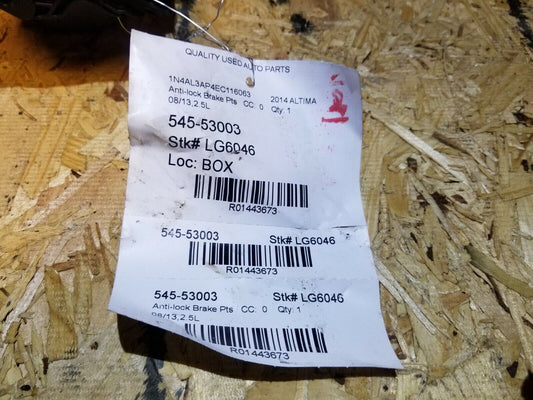 QUALITY USED AUTO PARTS
1N4AL3AP4EC116063
Anti-lock Brake Pts CC: 0 2014 ALTIMA
08/13,2.5L Qty: 1
545-53003
Stk# LG6046
Loc: BOX
R01443673
545-53003 Stk# LG6046
R01443673
545-53003 Stk# LG6046
Anti-lock Brake Pts CC: 0 Qty: 1
08/13,2.5L
R01443673